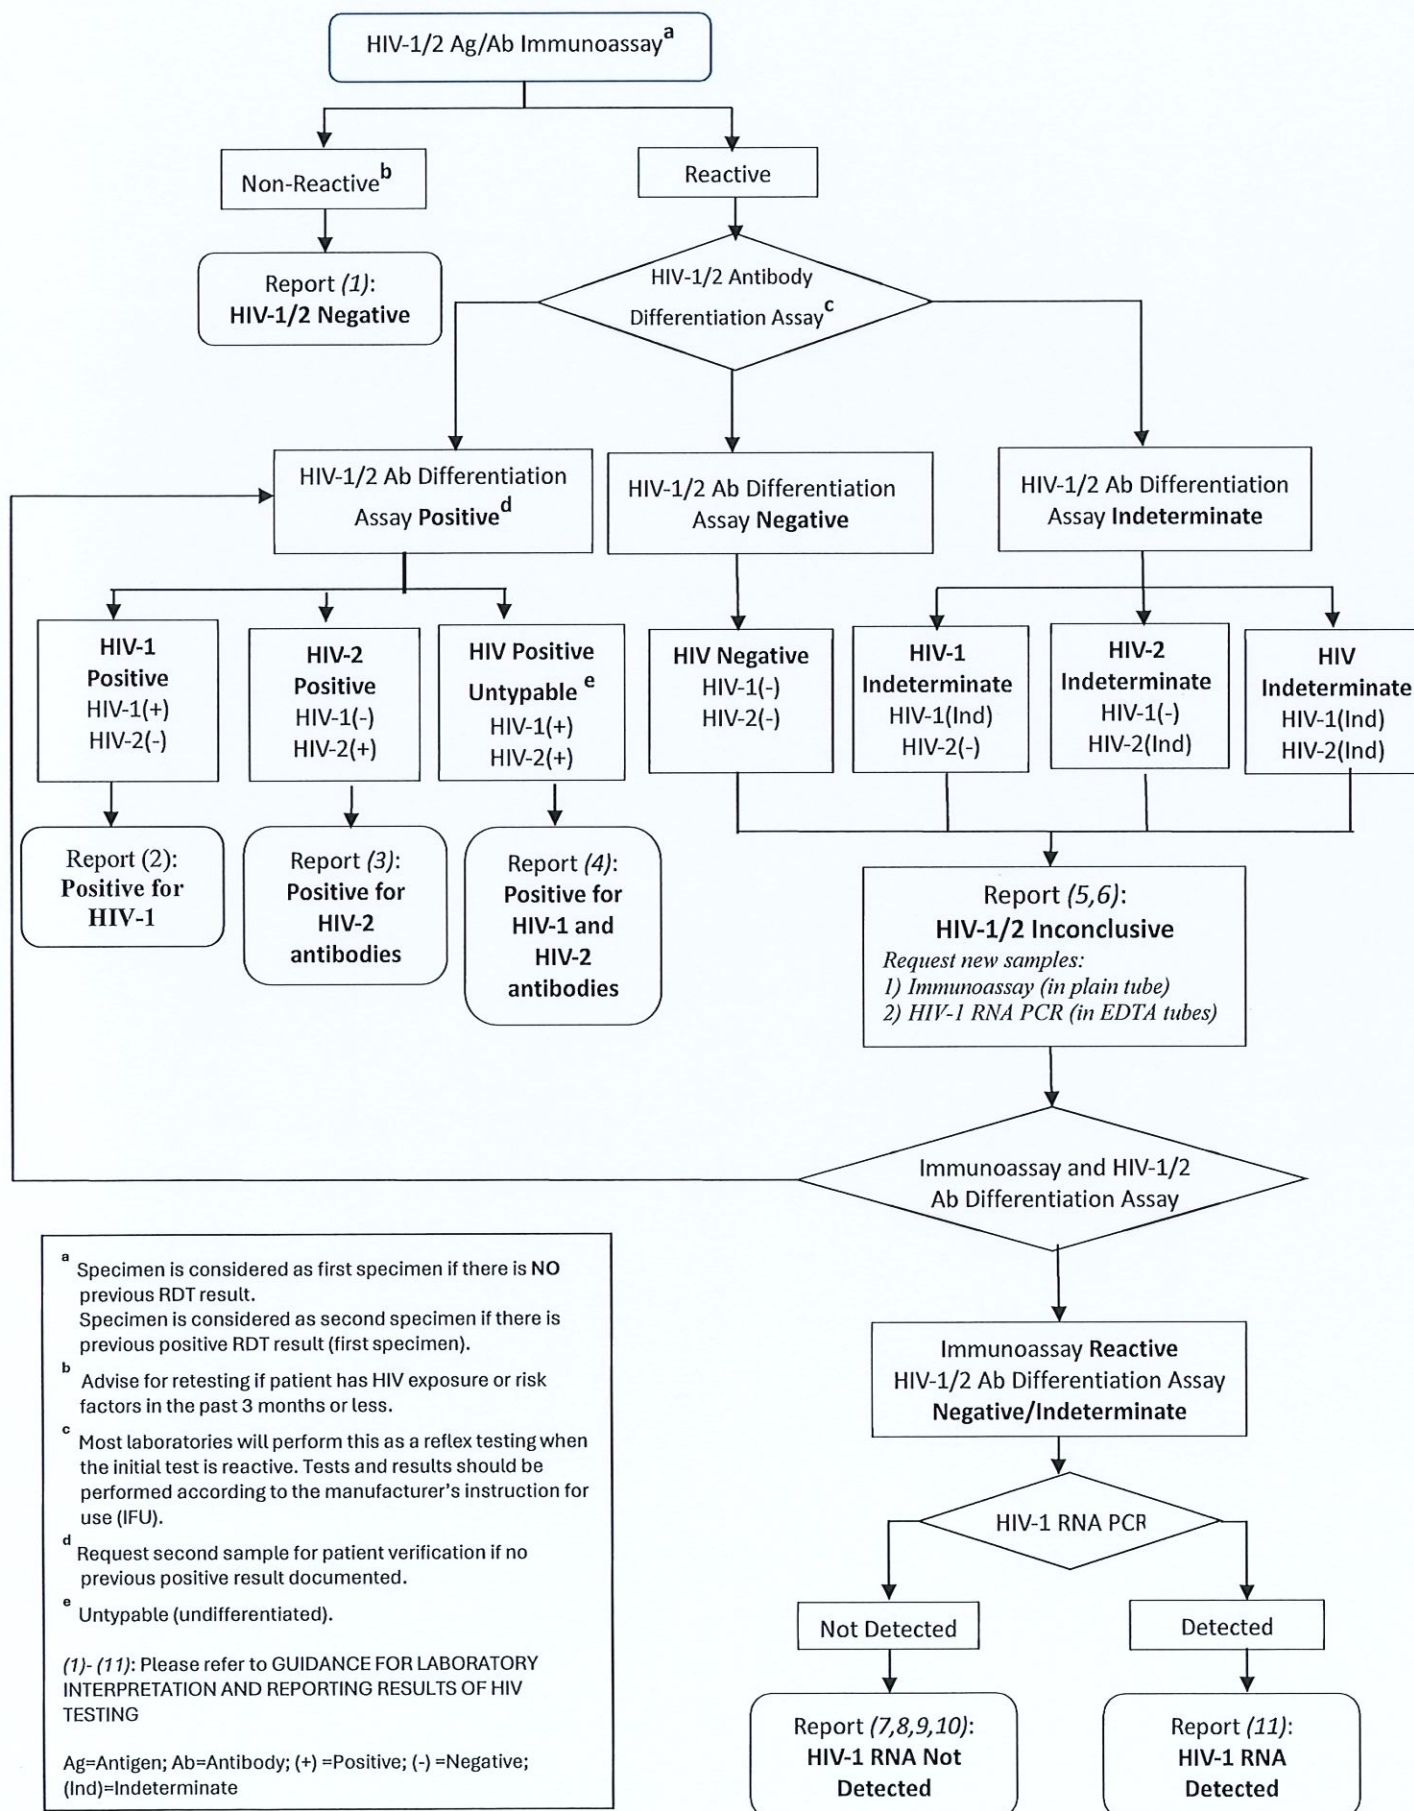 HIV-1/2 Ag/Ab Immunoassay a
Non-Reactive b
Reactive
Report (1):
HIV-1/2 Negative
HIV-1/2 Antibody
Differentiation Assay c
HIV-1/2 Ab Differentiation
Assay Positive d
HIV-1/2 Ab Differentiation
Assay Negative
HIV-1/2 Ab Differentiation
Assay Indeterminate
HIV-1
Positive
HIV-1(+)
HIV-2(-)
HIV-2
Positive
HIV-1(-)
HIV-2(+)
HIV Positive
Untypable e
HIV-1(+)
HIV-2(+)
HIV Negative
HIV-1(-)
HIV-2(-)
HIV-1
Indeterminate
HIV-1(Ind)
HIV-2(-)
HIV-2
Indeterminate
HIV-1(-)
HIV-2(Ind)
HIV
Indeterminate
HIV-1(Ind)
HIV-2(Ind)
Report (2):
Positive for
HIV-1
Report (3):
Positive for
HIV-2
antibodies
Report (4):
Positive for
HIV-1 and
HIV-2
antibodies
Report (5,6):
HIV-1/2 Inconclusive
Request new samples:
1) Immunoassay (in plain tube)
2) HIV-1 RNA PCR (in EDTA tubes)
Immunoassay and HIV-1/2
Ab Differentiation Assay
Immunoassay Reactive
HIV-1/2 Ab Differentiation Assay
Negative/Indeterminate
HIV-1 RNA PCR
Not Detected
Detected
Report (7,8,9,10):
HIV-1 RNA Not
Detected
Report (11):
HIV-1 RNA
Detected
a Specimen is considered as first specimen if there is NO
previous RDT result.
Specimen is considered as second specimen if there is
previous positive RDT result (first specimen).
b Advise for retesting if patient has HIV exposure or risk
factors in the past 3 months or less.
c Most laboratories will perform this as a reflex testing when
the initial test is reactive. Tests and results should be
performed according to the manufacturer's instruction for
use (IFU).
d Request second sample for patient verification if no
previous positive result documented.
e Untypable (undifferentiated).
(1)- (11): Please refer to GUIDANCE FOR LABORATORY
INTERPRETATION AND REPORTING RESULTS OF HIV
TESTING
Ag=Antigen; Ab=Antibody; (+) =Positive; (-) =Negative;
(Ind)=Indeterminate